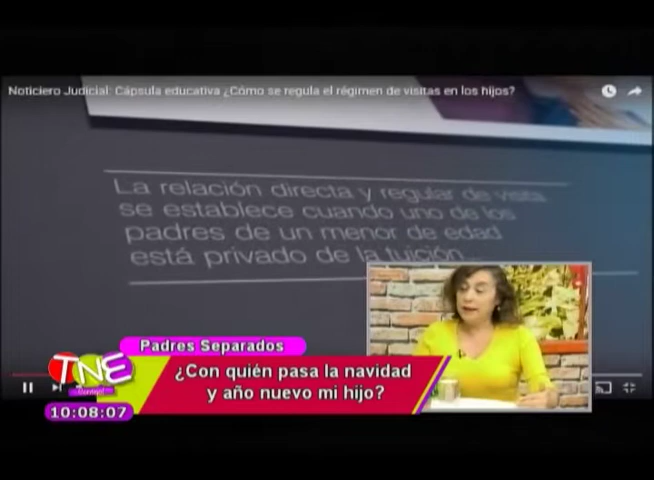 Noticiero Judicial: Cápsula educativa ¿Cómo se regula el régimen de visitas en los hijos?
La relación directa y regular de visita
se establece cuando uno de los
padres de un menor de edad
está privado de la tuición...
Padres Separados
¿Con quién pasa la navidad
y año nuevo mi hijo?
TNE
10:08:07